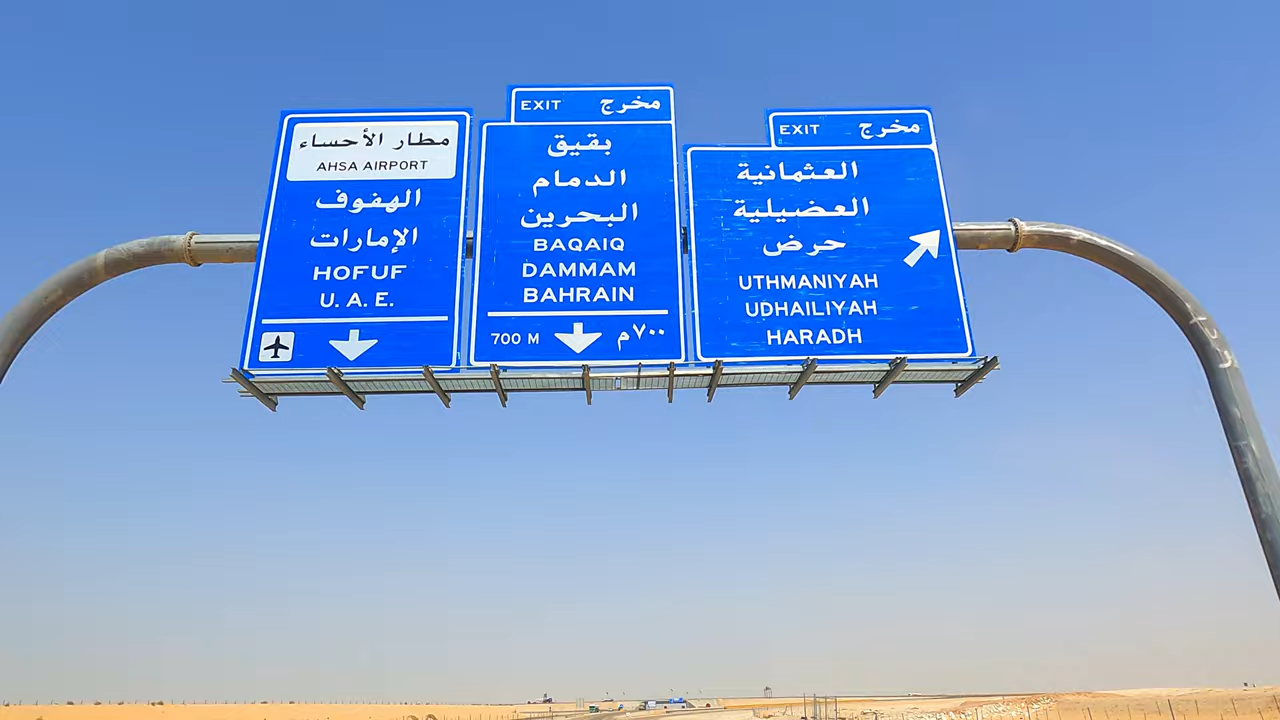 مطار الأحساء
AHSA AIRPORT
الهفوف
الإمارات
HOFUF
U. A. E.
EXIT مخرج
بقيق
الدمام
البحرين
BAQAIQ
DAMMAM
BAHRAIN
700 M ٧٠٠م
EXIT مخرج
العثمانية
العضيلية
حرض
UTHMANIYAH
UDHAILIYAH
HARADH